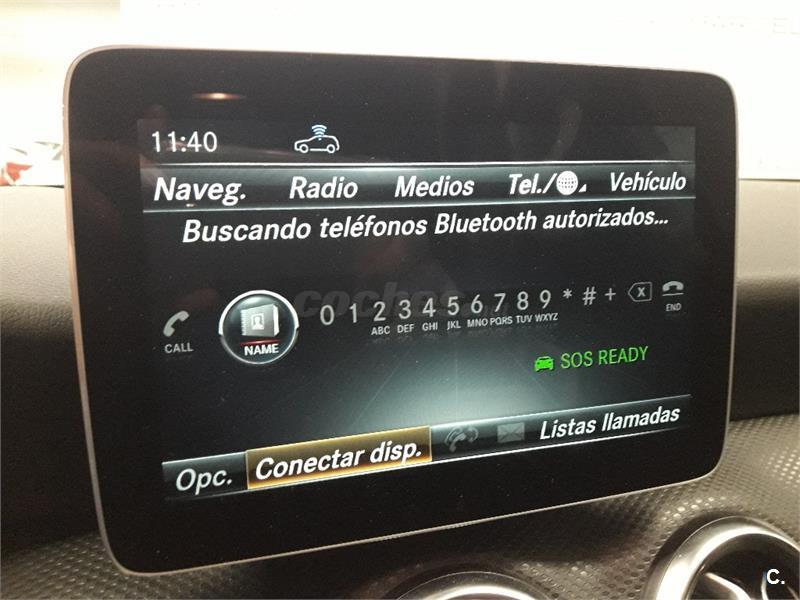 11:40
Naveg. Radio Medios Tel./ Vehículo
Buscando teléfonos Bluetooth autorizados...
CALL NAME 0 1 2 3 4 5 6 7 8 9 * # + X END
ABC DEF GHI JKL MNO PQRS TUV WXYZ
coches
SOS READY
Opc. Conectar disp. Listas llamadas
C.